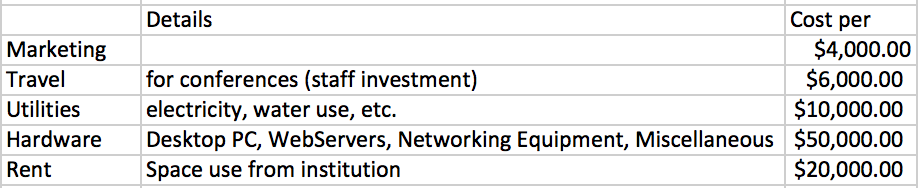 Details Cost per
Marketing $4,000.00
Travel for conferences (staff investment) $6,000.00
Utilities electricity, water use, etc. $10,000.00
Hardware Desktop PC, WebServers, Networking Equipment, Miscellaneous $50,000.00
Rent Space use from institution $20,000.00